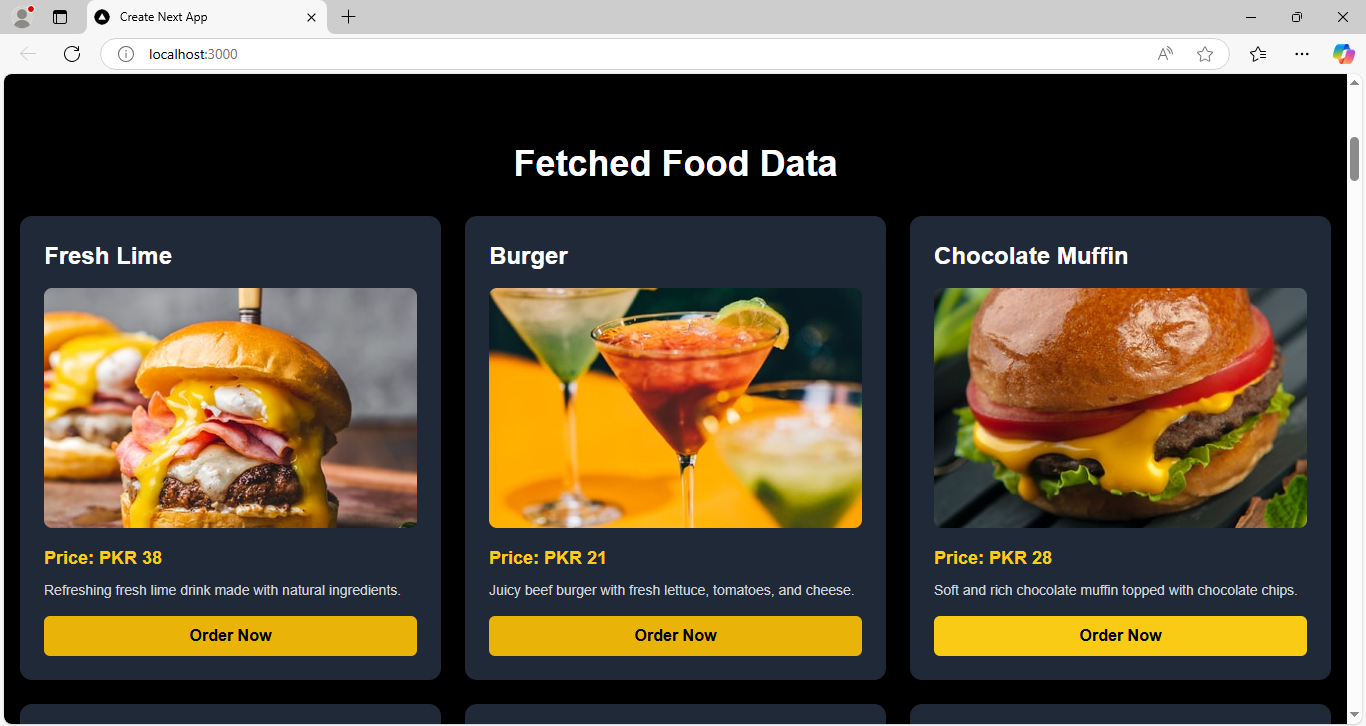 Create Next App
localhost:3000
Fetched Food Data
Fresh Lime
Price: PKR 38
Refreshing fresh lime drink made with natural ingredients.
Order Now
Burger
Price: PKR 21
Juicy beef burger with fresh lettuce, tomatoes, and cheese.
Order Now
Chocolate Muffin
Price: PKR 28
Soft and rich chocolate muffin topped with chocolate chips.
Order Now